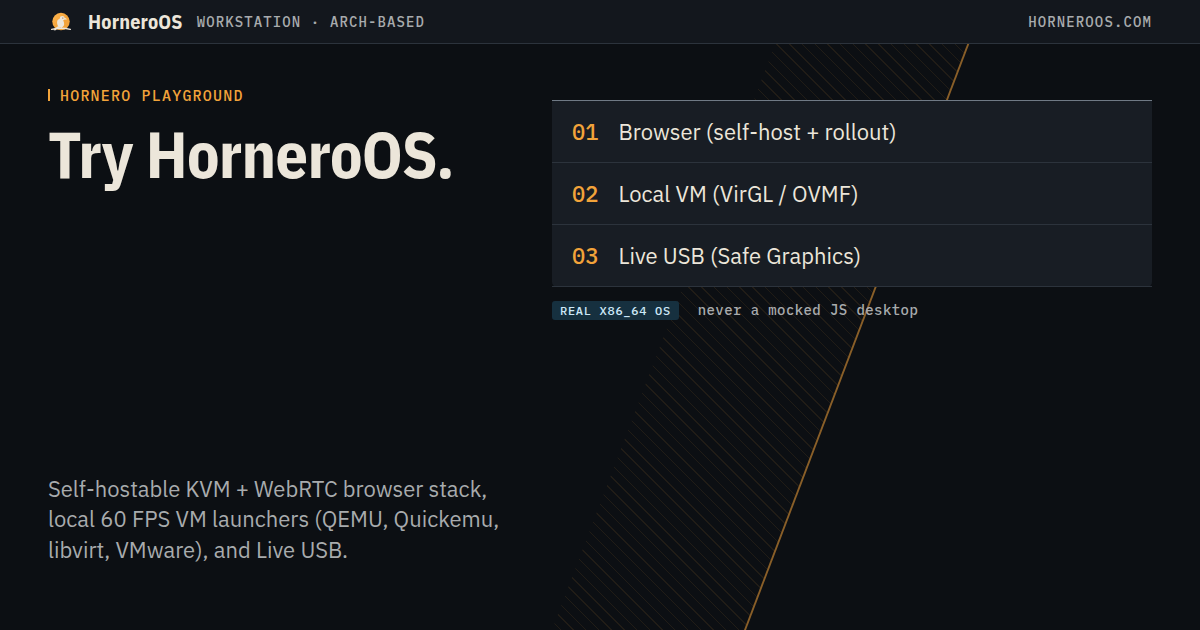 HorneroOS WORKSTATION · ARCH-BASED
HORNEROOS.COM
HORNERO PLAYGROUND
Try HorneroOS.
01 Browser (self-host + rollout)
02 Local VM (VirGL / OVMF)
03 Live USB (Safe Graphics)
REAL X86_64 OS never a mocked JS desktop
Self-hostable KVM + WebRTC browser stack,
local 60 FPS VM launchers (QEMU, Quickemu,
libvirt, VMware), and Live USB.